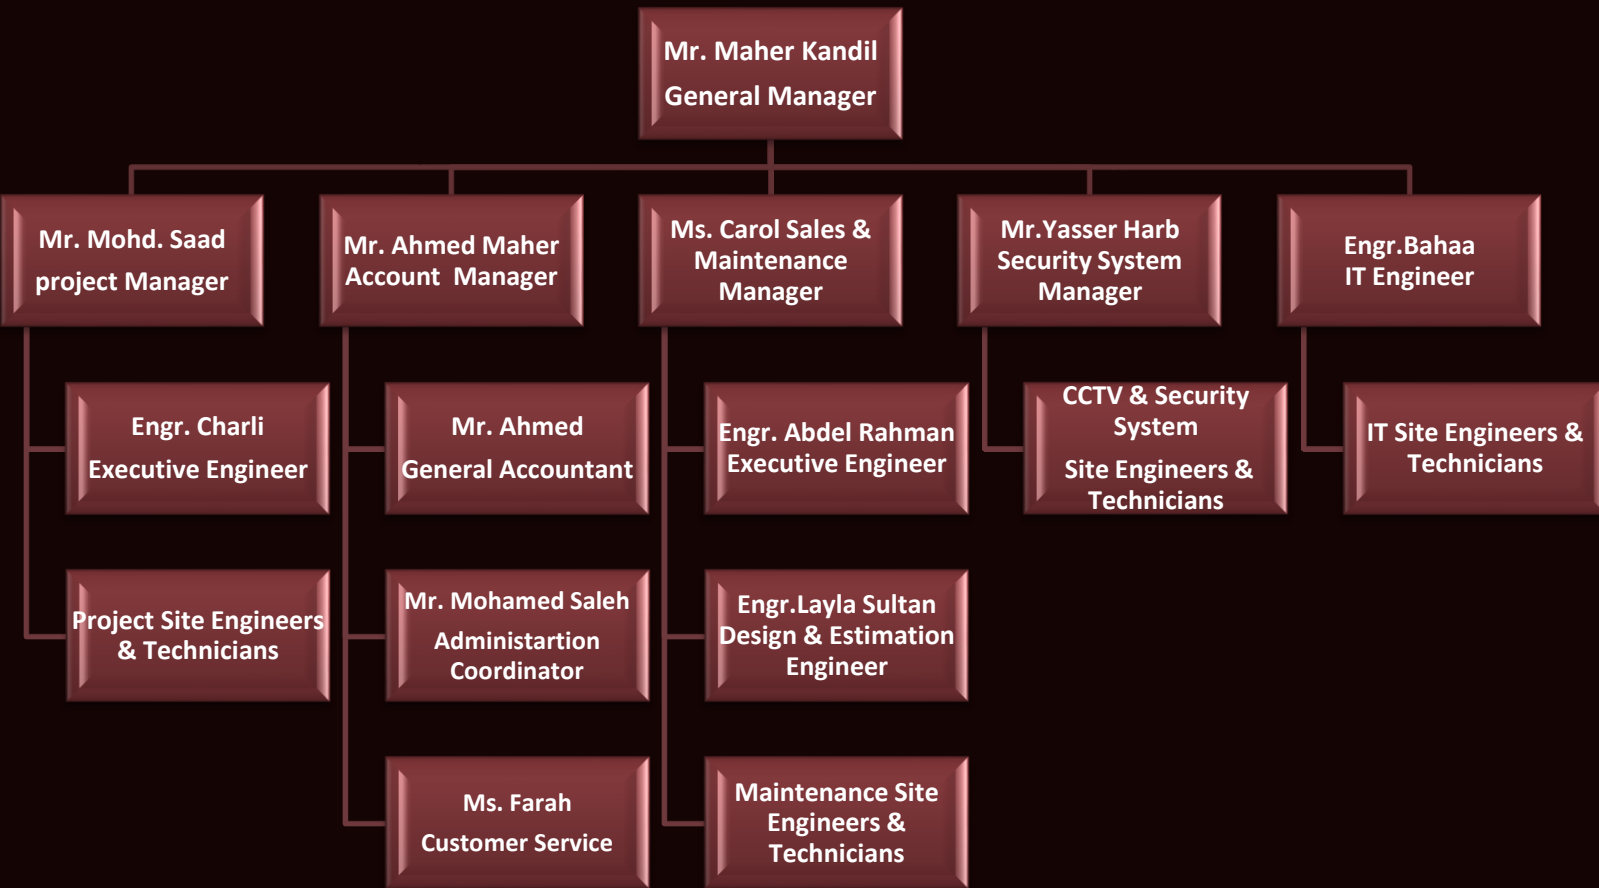 Mr. Maher Kandil
General Manager
Mr. Mohd. Saad
project Manager
Mr. Ahmed Maher
Account  Manager
Ms. Carol Sales &
Maintenance
Manager
Mr.Yasser Harb
Security System
Manager
Engr.Bahaa
IT Engineer
Engr. Charli
Executive Engineer
Mr. Ahmed
General Accountant
Engr. Abdel Rahman
Executive Engineer
CCTV & Security
System
Site Engineers &
Technicians
IT Site Engineers &
Technicians
Project Site Engineers
& Technicians
Mr. Mohamed Saleh
Administartion
Coordinator
Engr.Layla Sultan
Design & Estimation
Engineer
Ms. Farah
Customer Service
Maintenance Site
Engineers &
Technicians